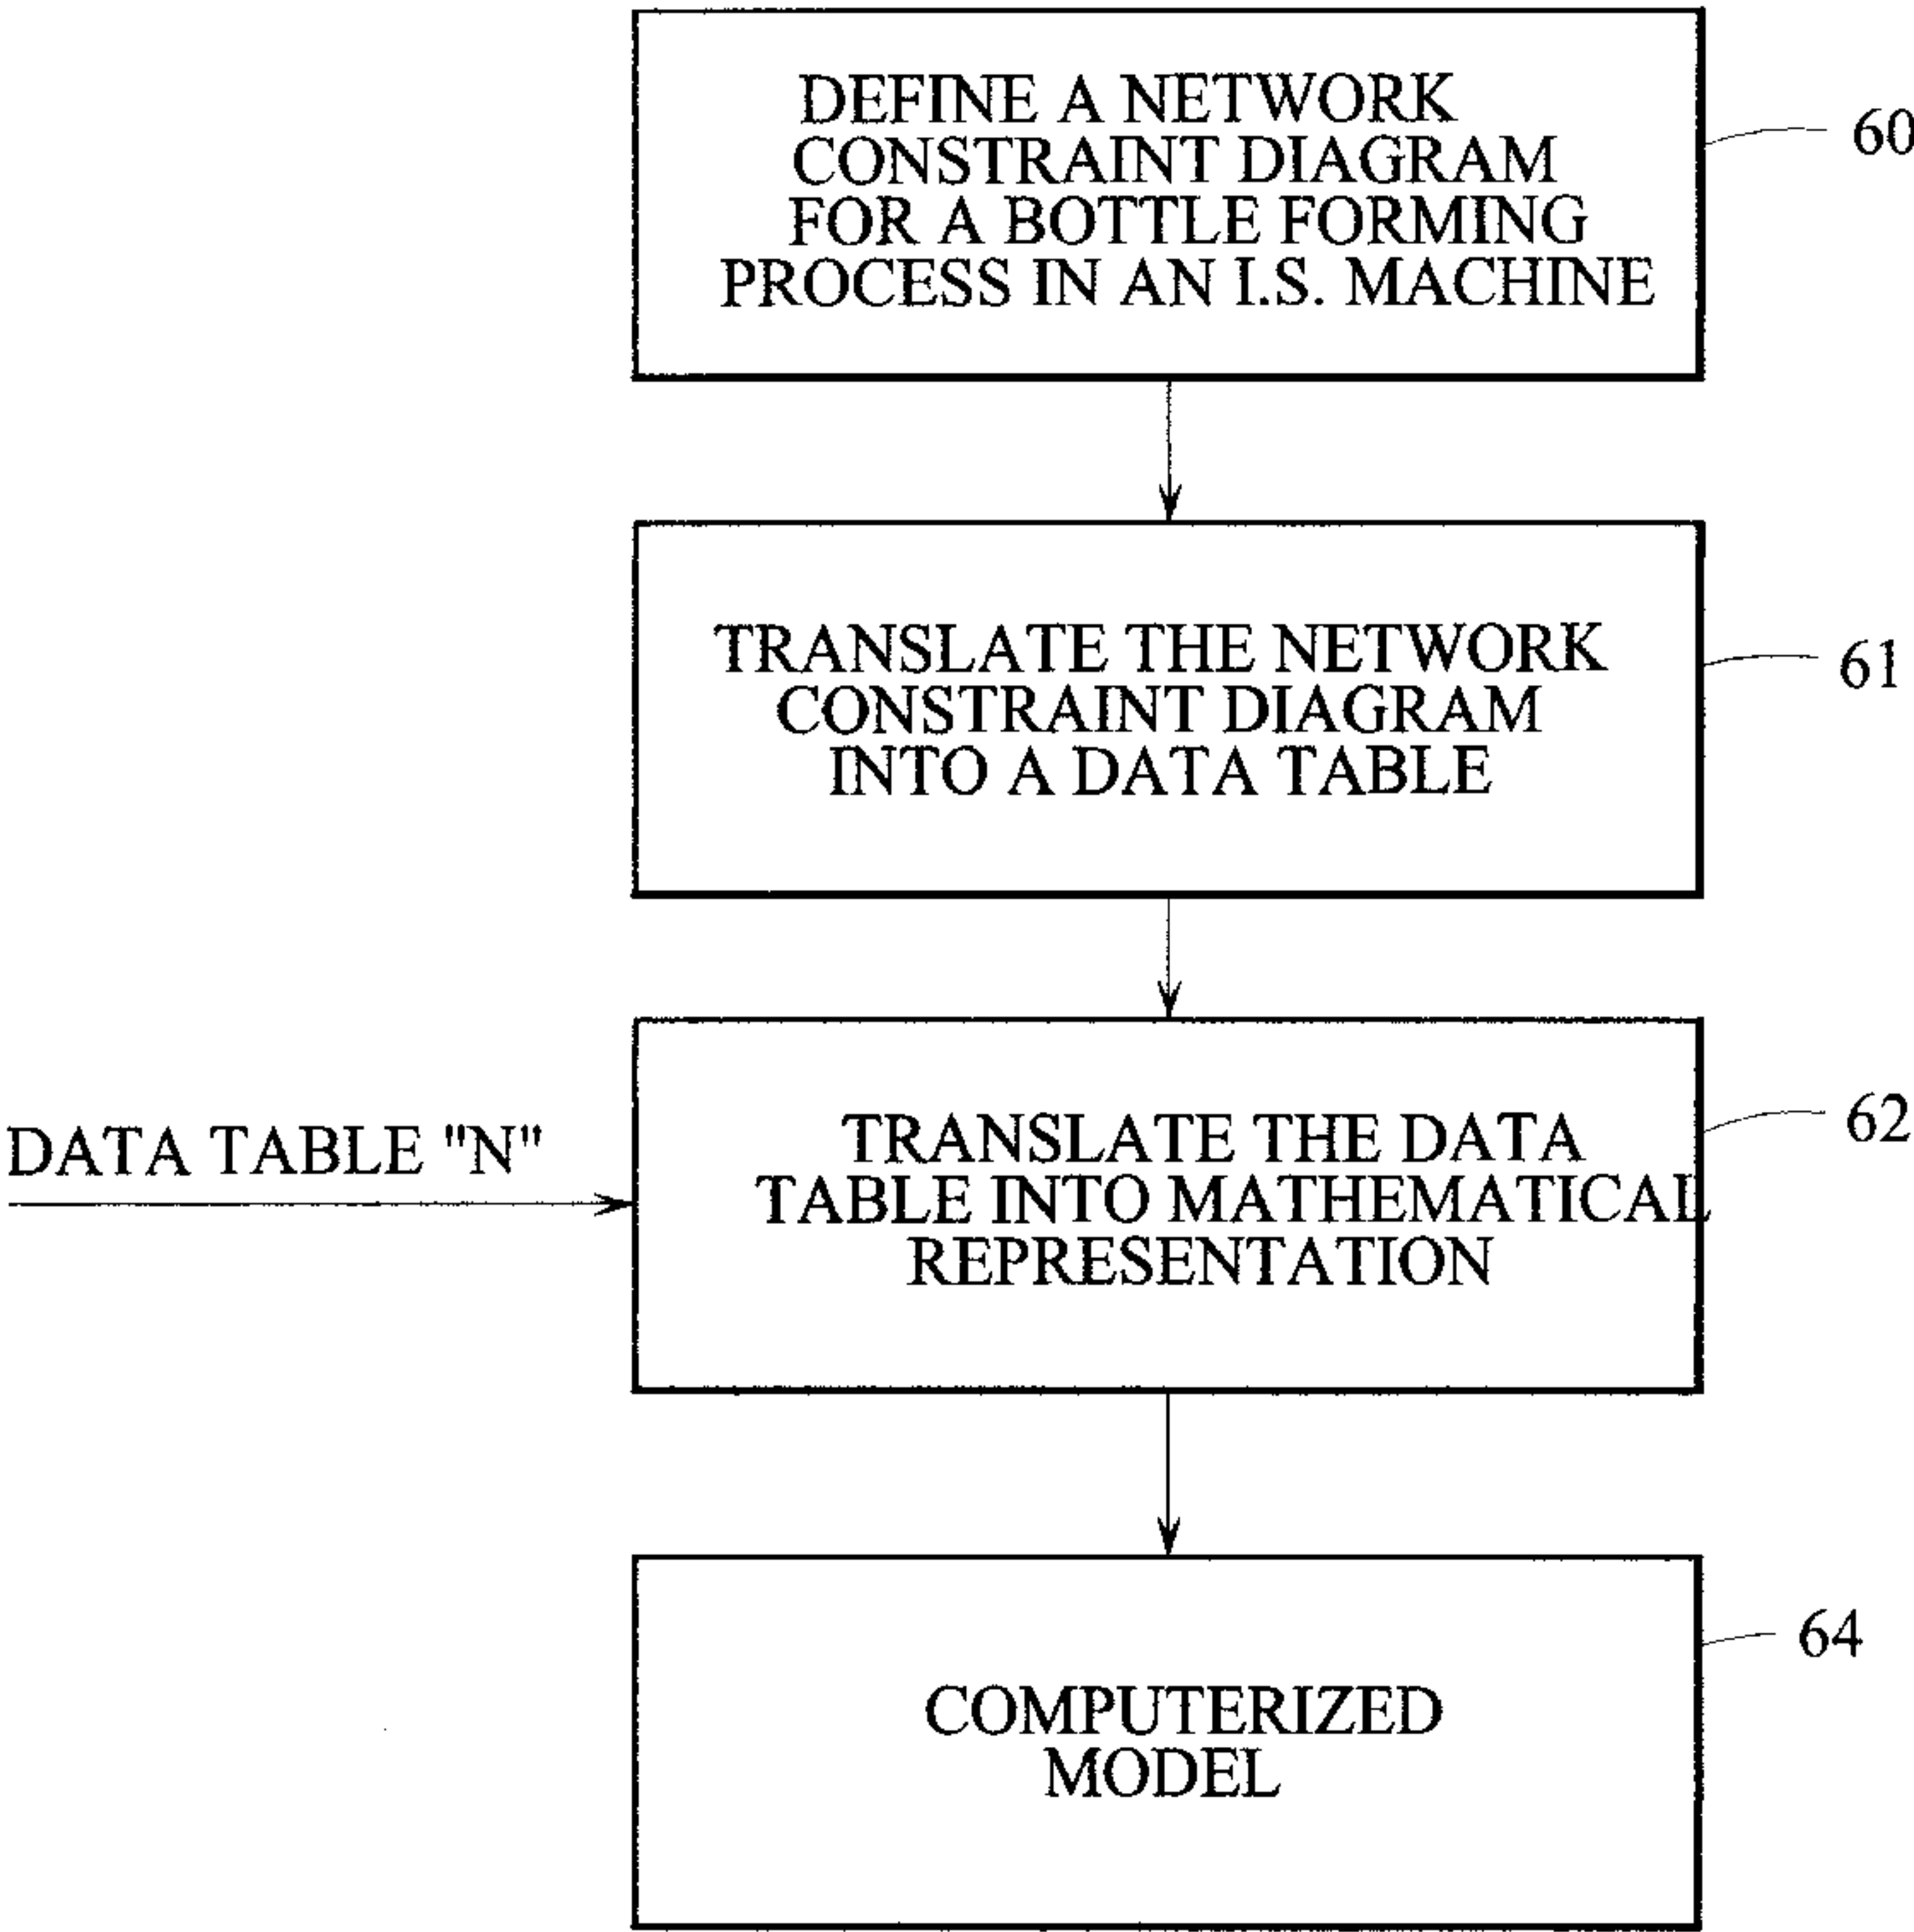 DEFINE A NETWORK
CONSTRAINT DIAGRAM
FOR A BOTTLE FORMING
PROCESS IN AN I.S. MACHINE
60
TRANSLATE THE NETWORK
CONSTRAINT DIAGRAM
INTO A DATA TABLE
61
DATA TABLE "N"
TRANSLATE THE DATA
TABLE INTO MATHEMATICAL
REPRESENTATION
62
COMPUTERIZED
MODEL
64